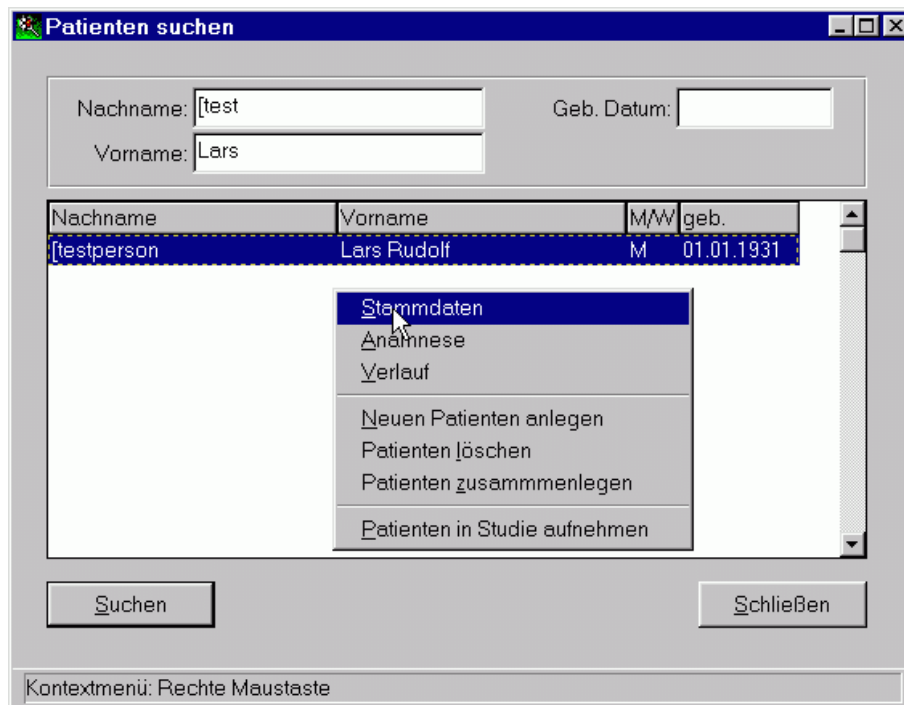 Patienten suchen
Nachname: [test
Geb. Datum:
Vorname: Lars
Nachname Vorname M/W geb.
[testperson Lars Rudolf M 01.01.1931
Stammdaten
Anamnese
Verlauf
Neuen Patienten anlegen
Patienten löschen
Patienten zusammmenlegen
Patienten in Studie aufnehmen
Suchen
Schließen
Kontextmenü: Rechte Maustaste